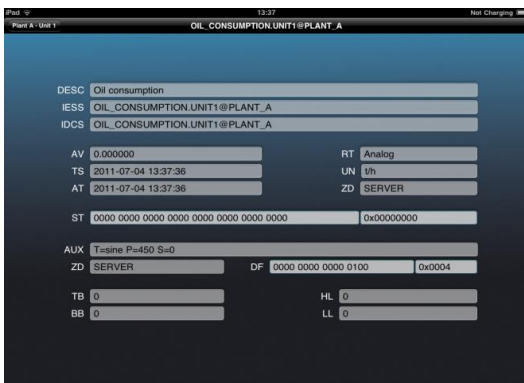 iPad 13:37 Not Charging
Plant A - Unit 1 OIL_CONSUMPTION.UNIT1@PLANT_A
DESC Oil consumption
IESS OIL_CONSUMPTION.UNIT1@PLANT_A
IDCS OIL_CONSUMPTION.UNIT1@PLANT_A
AV 0.000000 RT Analog
TS 2011-07-04 13:37:36 UN t/h
AT 2011-07-04 13:37:36 ZD SERVER
ST 0000 0000 0000 0000 0000 0000 0000 0000 0x00000000
AUX T=sine P=450 S=0
ZD SERVER DF 0000 0000 0000 0100 0x0004
TB 0 HL 0
BB 0 LL 0